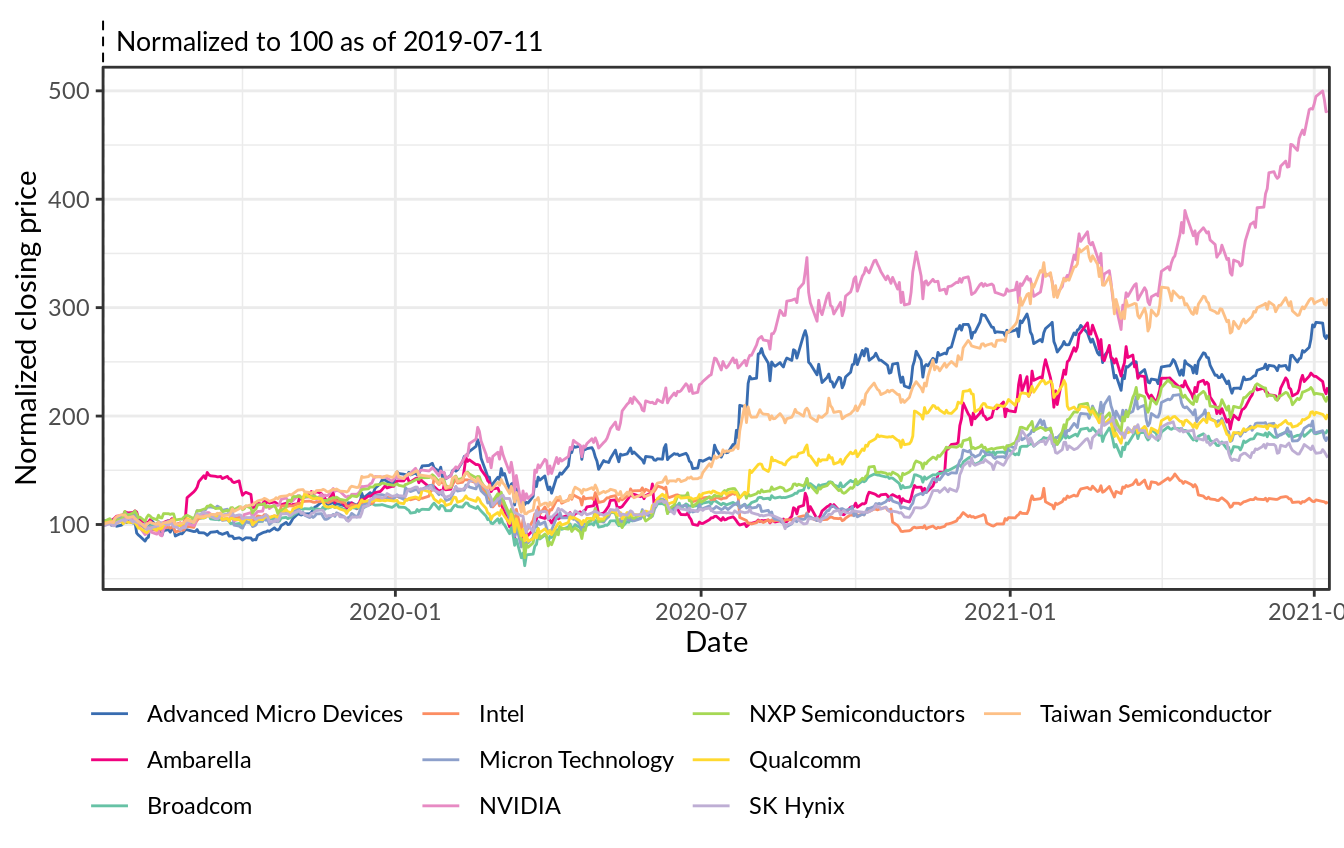 Normalized to 100 as of 2019-07-11
Normalized closing price
500
400
300
200
100
2020-01
2020-07
2021-01
2021-0
Date
Advanced Micro Devices
Intel
NXP Semiconductors
Taiwan Semiconductor
Ambarella
Micron Technology
Qualcomm
Broadcom
NVIDIA
SK Hynix